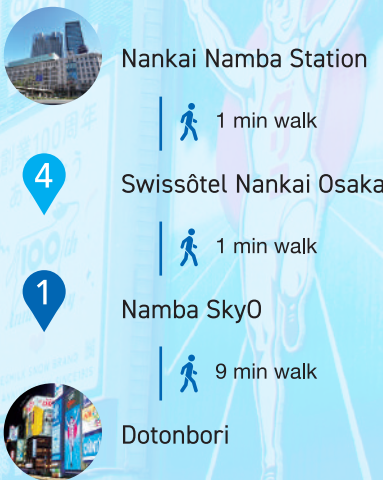 Nankai Namba Station
1 min walk
4
Swissôtel Nankai Osaka
1 min walk
1
Namba SkyO
9 min walk
Dotonbori